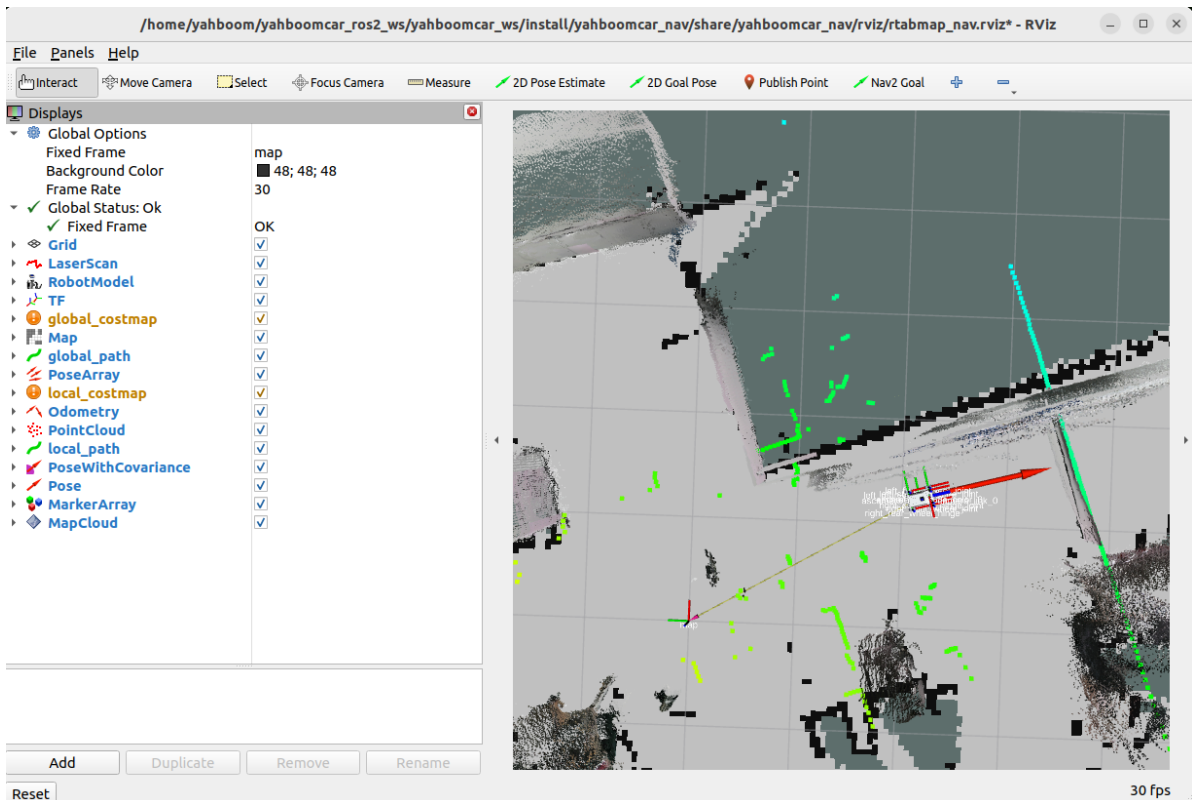 /home/yahboom/yahboomcar_ros2_ws/yahboomcar_ws/install/yahboomcar_nav/share/yahboomcar_nav/rviz/rtabmap_nav.rviz* - RViz
File Panels Help
Interact Move Camera Select Focus Camera Measure 2D Pose Estimate 2D Goal Pose Publish Point Nav2 Goal
Displays
Global Options
Fixed Frame map
Background Color 48; 48; 48
Frame Rate 30
Global Status: Ok
Fixed Frame OK
Grid
LaserScan
RobotModel
TF
global_costmap
Map
global_path
PoseArray
local_costmap
Odometry
PointCloud
local_path
PoseWithCovariance
Pose
MarkerArray
MapCloud
map
Add Duplicate Remove Rename
Reset 30 fps